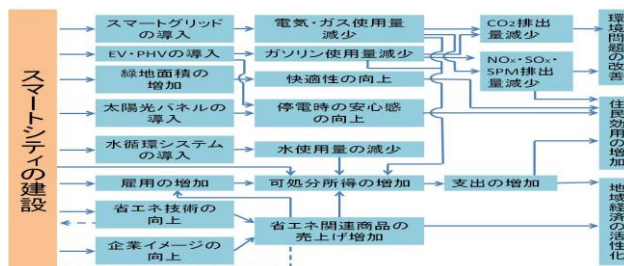 スマートシティの建設
スマートグリッド
の導入
電気・ガス使用量
減少
CO₂排出
量減少
環境問題の改善
EV・PHVの導入
ガソリン使用量減少
NOₓ・SOₓ・
SPM排出
量減少
緑地面積の
増加
快適性の向上
太陽光パネルの
導入
停電時の安心感
の向上
住民効用の増加
水循環システム
の導入
水使用量の減少
雇用の増加
可処分所得の増加
支出の増加
地域経済の活性化
省エネ技術の
向上
省エネ関連商品の
売上げ増加
企業イメージの
向上